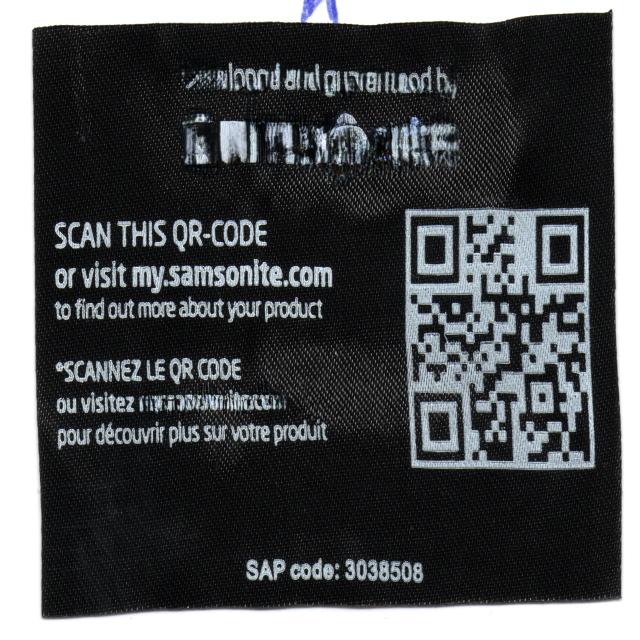 SCAN THIS QR-CODE
or visit my.samsonite.com
to find out more about your product
*SCANNEZ LE QR CODE
ou visitez
pour découvrir plus sur votre produit
SAP code: 3038508